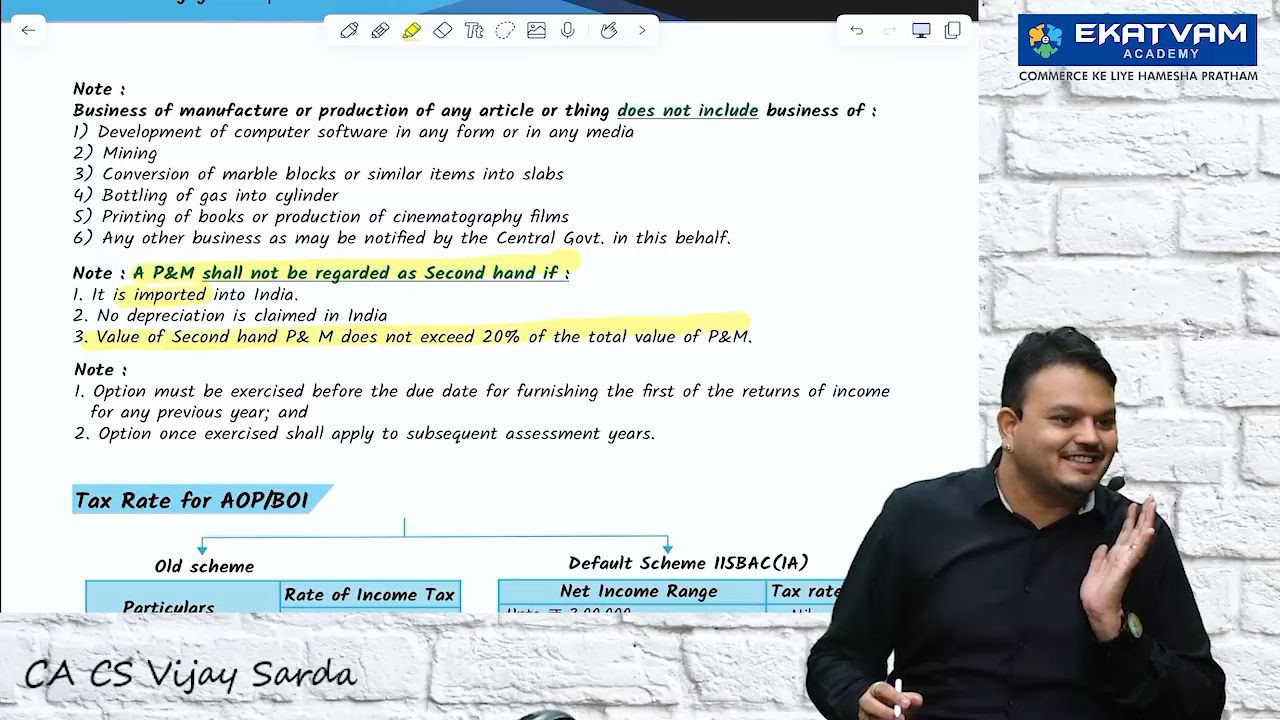 EKATVAM
ACADEMY
COMMERCE KE LIYE HAMESHA PRATHAM
Tt
Note :
Business of manufacture or production of any article or thing does not include business of :
1) Development of computer software in any form or in any media
2) Mining
3) Conversion of marble blocks or similar items into slabs
4) Bottling of gas into cylinder
5) Printing of books or production of cinematography films
6) Any other business as may be notified by the Central Govt. in this behalf.
Note : A P&M shall not be regarded as Second hand if :
1. It is imported into India.
2. No depreciation is claimed in India
3. Value of Second hand P& M does not exceed 20% of the total value of P&M.
Note :
1. Option must be exercised before the due date for furnishing the first of the returns of income
for any previous year; and
2. Option once exercised shall apply to subsequent assessment years.
Tax Rate for AOP/BOI
Old scheme
Default Scheme 115BAC(1A)
Particulars
Rate of Income Tax
Net Income Range
Tax rate
CA CS Vijay Sarda